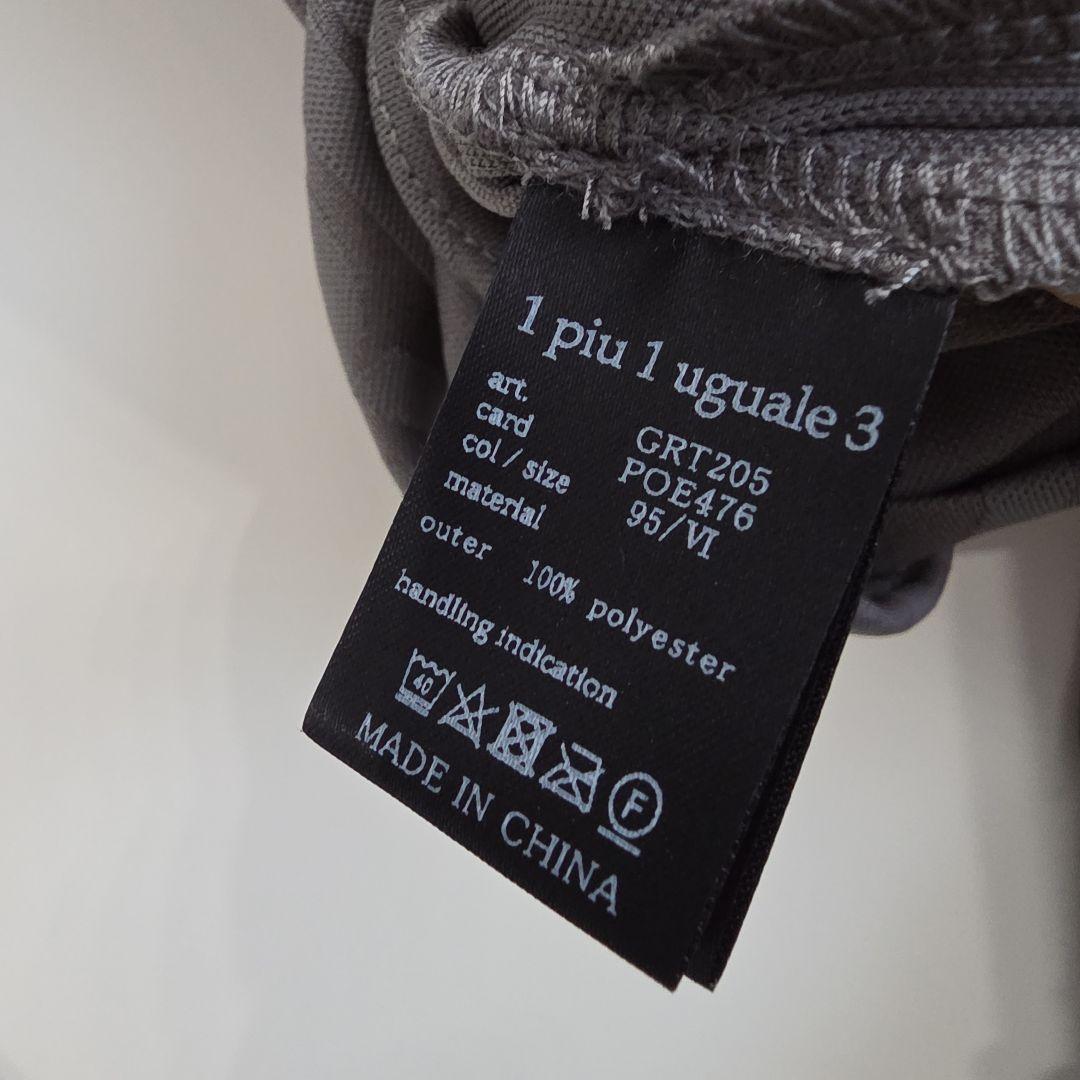 1 piu 1 uguale 3
art. GRT205
card POE476
col / size 95/VI
material
outer 100% polyester
handling indication
40 F
MADE IN CHINA